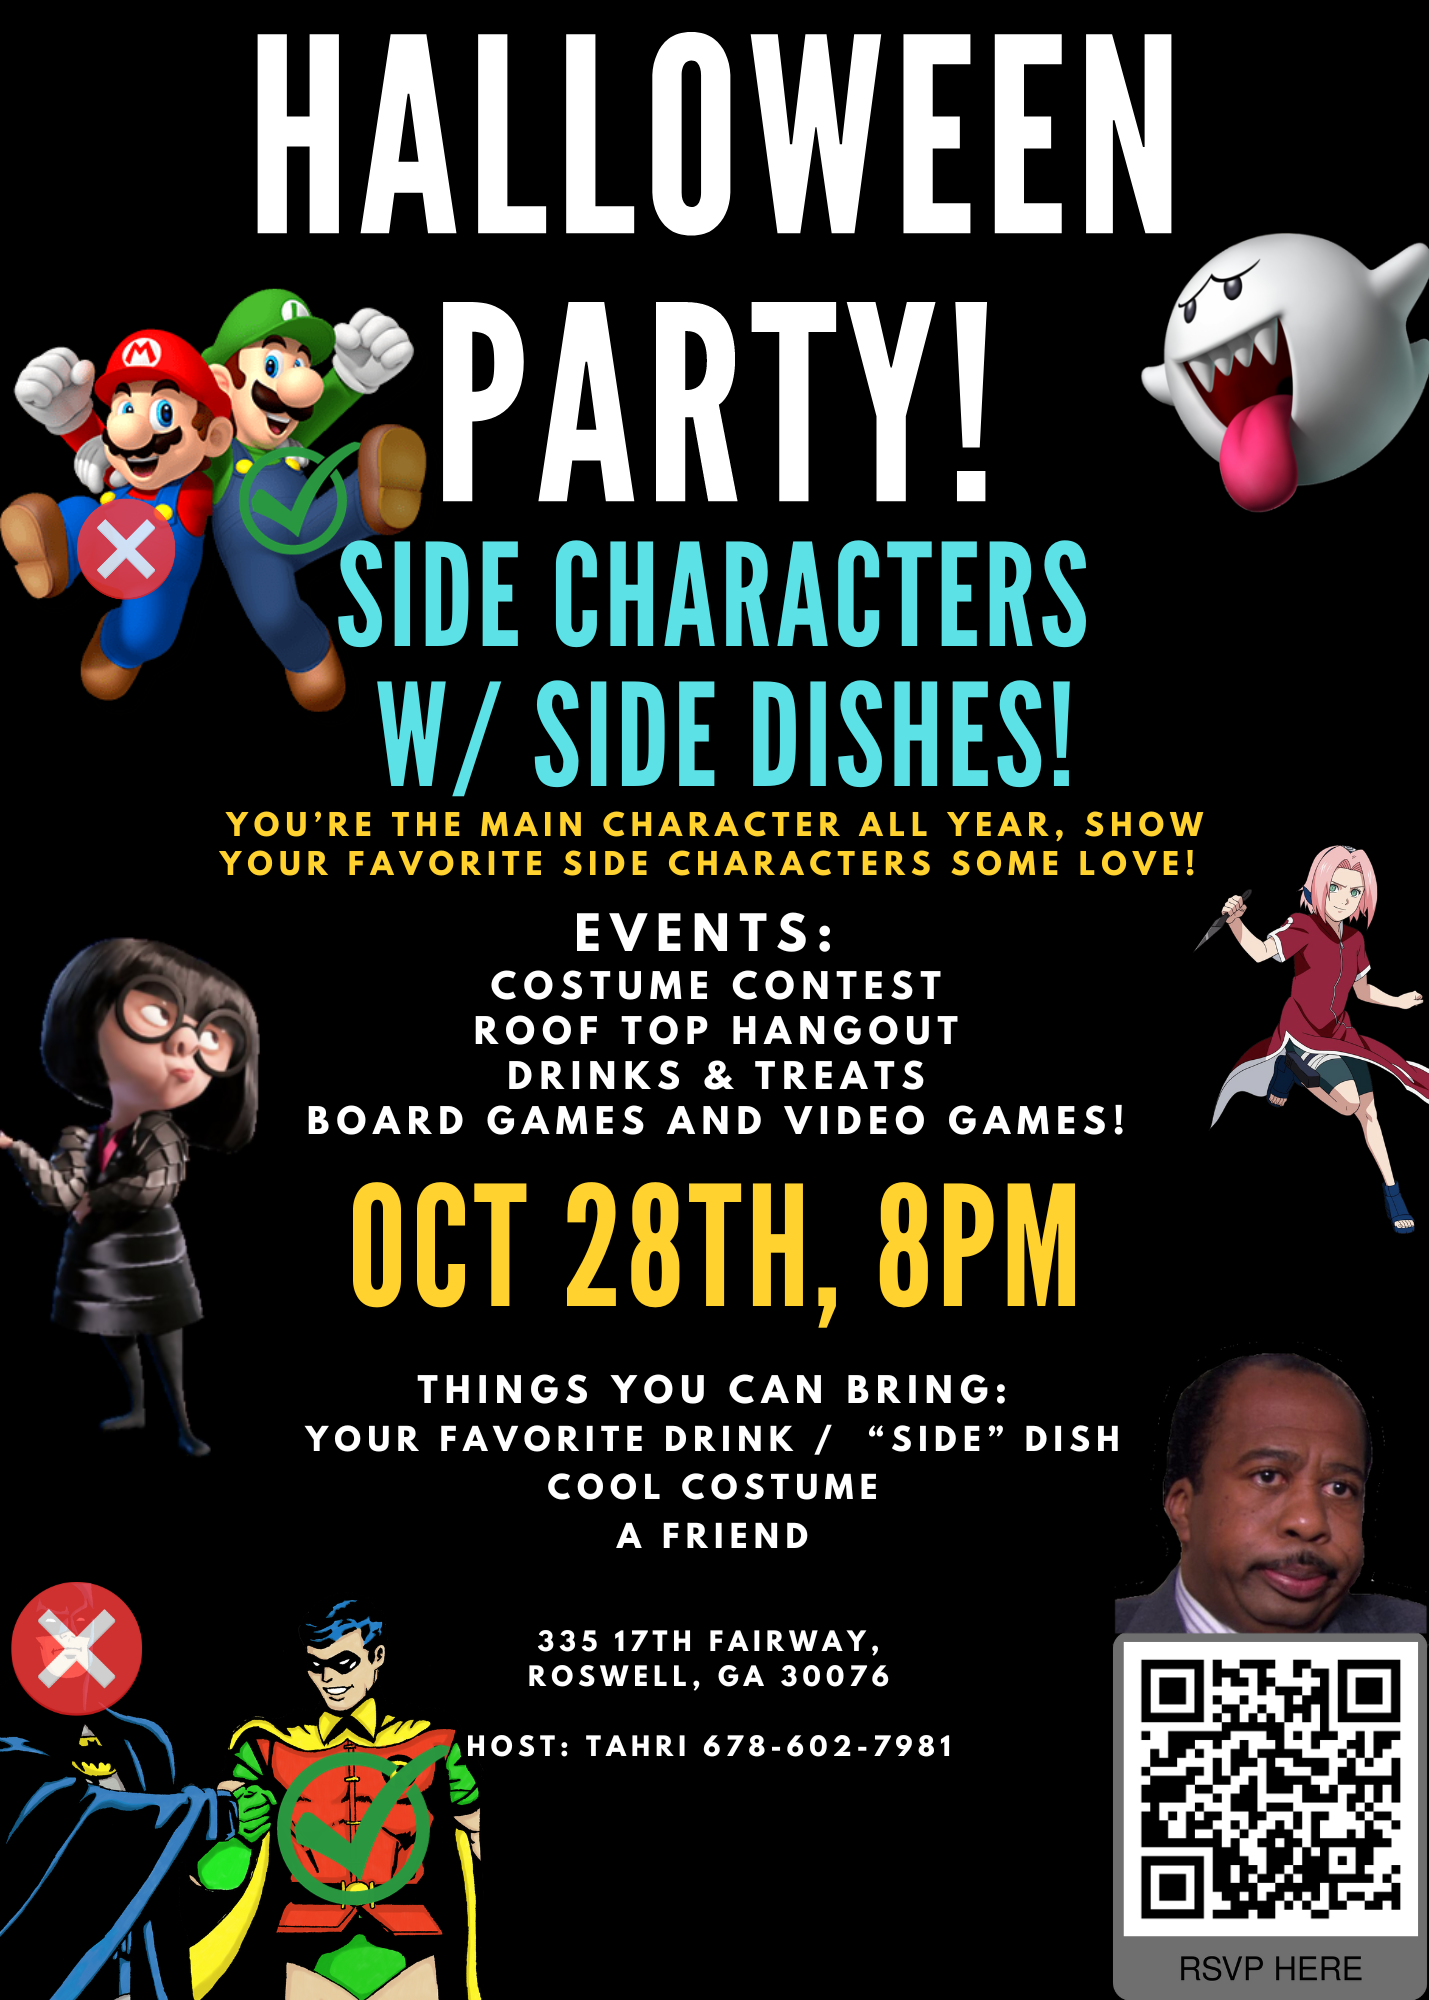 HALLOWEEN
PARTY!
SIDE CHARACTERS
W/ SIDE DISHES!
YOU'RE THE MAIN CHARACTER ALL YEAR, SHOW
YOUR FAVORITE SIDE CHARACTERS SOME LOVE!
EVENTS:
COSTUME CONTEST
ROOF TOP HANGOUT
DRINKS & TREATS
BOARD GAMES AND VIDEO GAMES!
OCT 28TH, 8PM
THINGS YOU CAN BRING:
YOUR FAVORITE DRINK / “SIDE” DISH
COOL COSTUME
A FRIEND
335 17TH FAIRWAY,
ROSWELL, GA 30076
HOST: TAHRI 678-602-7981
RSVP HERE
M
L